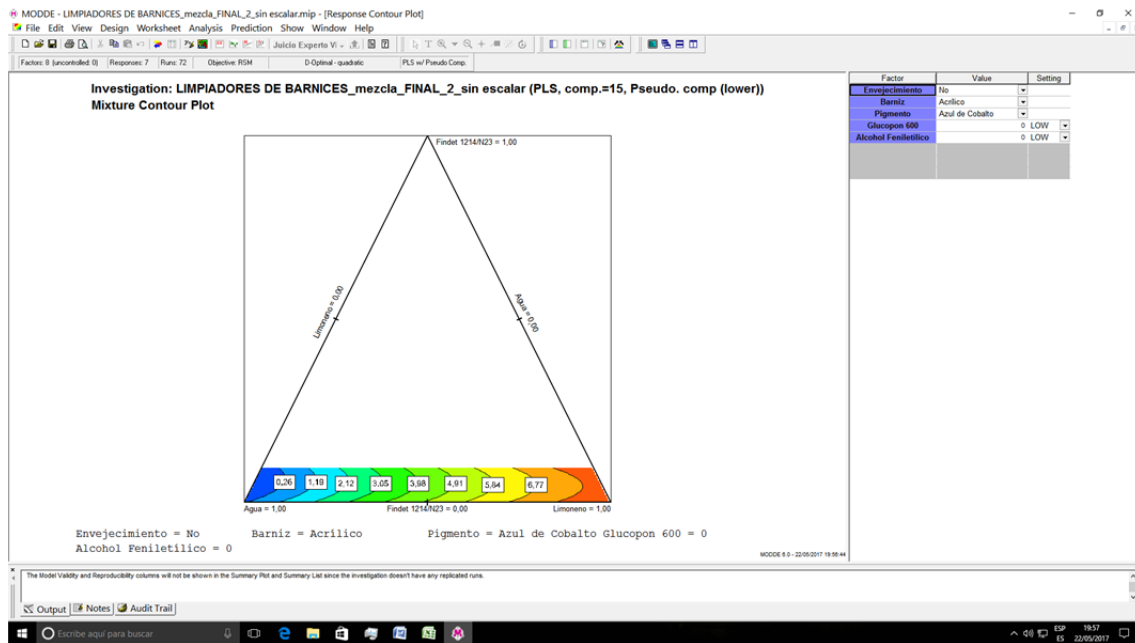 MODDE - LIMPIADORES DE BARNICES_mezcla_FINAL_2_sin escalar.mip - [Response Contour Plot]
File Edit View Design Worksheet Analysis Prediction Show Window Help
Juicio Experto Vi
Factors: 8 (uncontrolled: 0) Responses: 7 Runs: 72 Objective: RSM D-Optimal - quadratic PLS w/ Pseudo Comp.
Investigation: LIMPIADORES DE BARNICES_mezcla_FINAL_2_sin escalar (PLS, comp.=15, Pseudo. comp (lower))
Mixture Contour Plot
Factor Value Setting
Envejecimiento No
Barniz Acrílico
Pigmento Azul de Cobalto
Glucopon 600 0 LOW
Alcohol Feniletílico 0 LOW
Findet 1214/N23 = 1,00
Limoneno = 0,00
Agua = 0,00
0,26 1,19 2,12 3,05 3,98 4,91 5,84 6,77
Agua = 1,00 Findet 1214/N23 = 0,00 Limoneno = 1,00
Envejecimiento = No Barniz = Acrílico Pigmento = Azul de Cobalto Glucopon 600 = 0
Alcohol Feniletílico = 0
MODDE 6.0 - 22/05/2017 19:56:44
The Model Validity and Reproducibility columns will not be shown in the Summary Plot and Summary List since the investigation doesn't have any replicated runs.
Output Notes Audit Trail
Escribe aquí para buscar
ESP 19:57
ES 22/05/2017